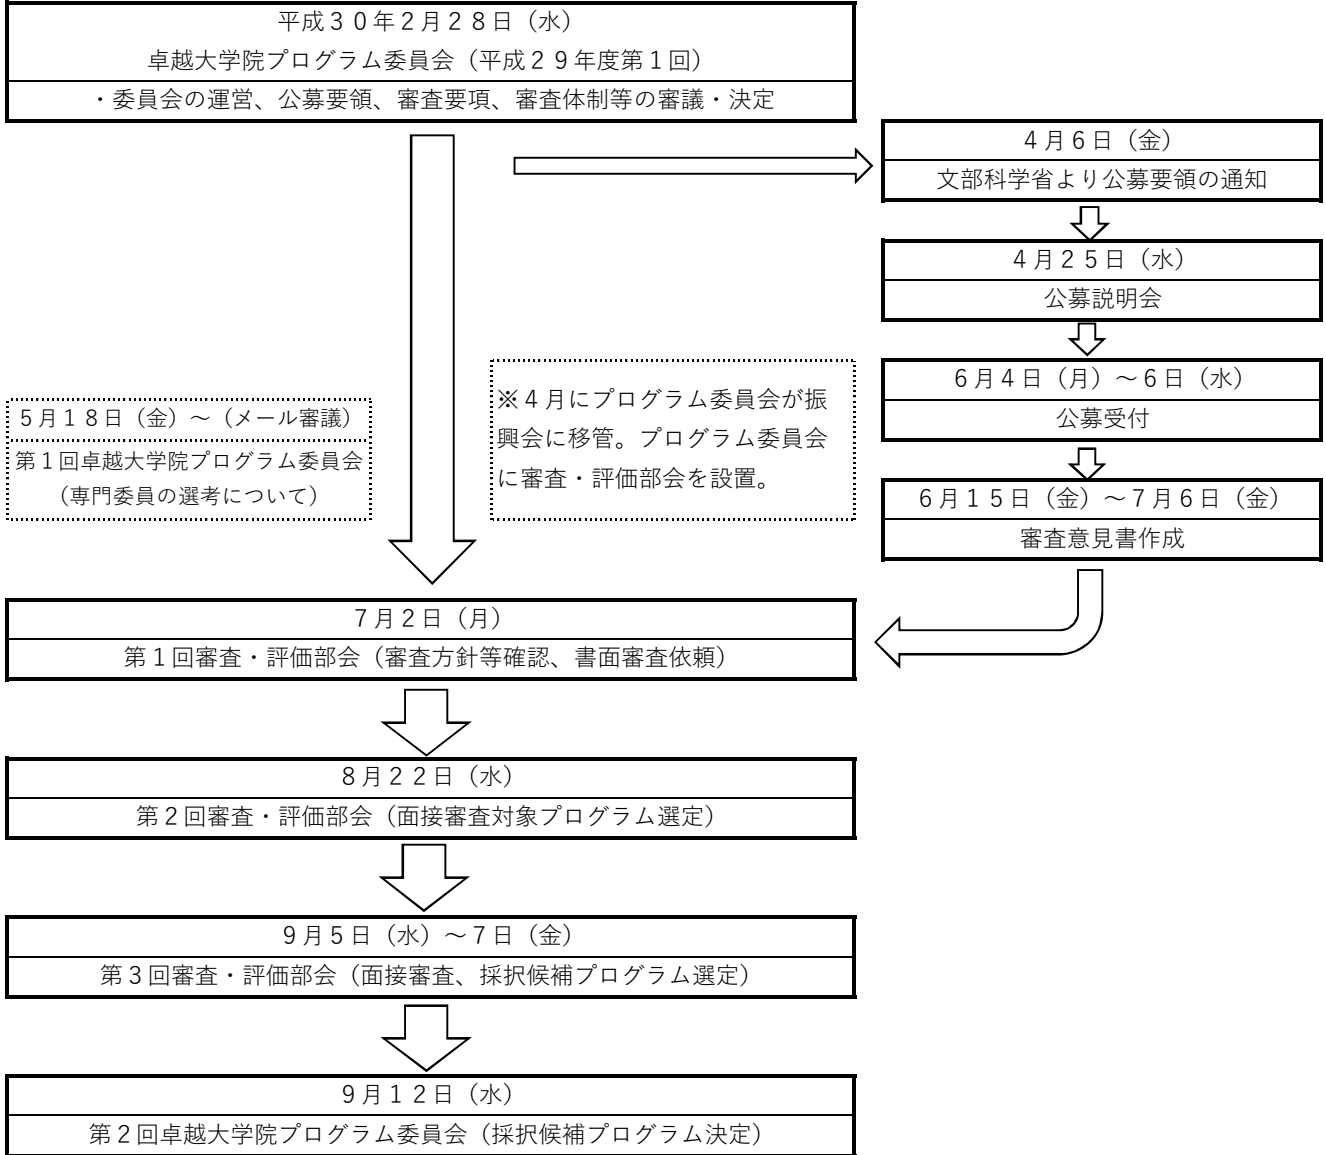 平成３０年２月２８日（水）
卓越大学院プログラム委員会（平成２９年度第１回）
・委員会の運営、公募要領、審査要項、審査体制等の審議・決定
４月６日（金）
文部科学省より公募要領の通知
４月２５日（水）
公募説明会
６月４日（月）～６日（水）
公募受付
６月１５日（金）～７月６日（金）
審査意見書作成
※４月にプログラム委員会が振
興会に移管。プログラム委員会
に審査・評価部会を設置。
５月１８日（金）～（メール審議）
第１回卓越大学院プログラム委員会
（専門委員の選考について）
７月２日（月）
第１回審査・評価部会（審査方針等確認、書面審査依頼）
８月２２日（水）
第２回審査・評価部会（面接審査対象プログラム選定）
９月５日（水）～７日（金）
第３回審査・評価部会（面接審査、採択候補プログラム選定）
９月１２日（水）
第２回卓越大学院プログラム委員会（採択候補プログラム決定）